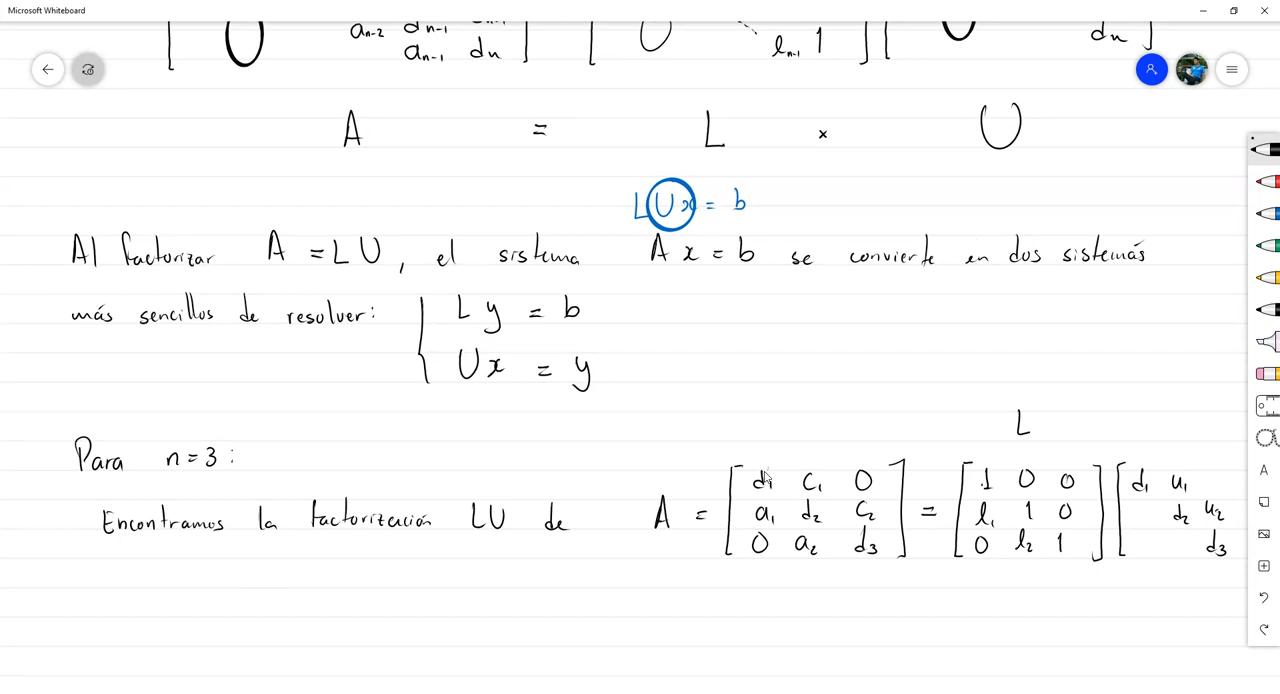 Microsoft Whiteboard
aₙ₋₂ dₙ₋₁
aₙ₋₁ dₙ
0 lₙ₋₁ 1
dₙ
A = L × U
LUx = b
Al factorizar A = LU, el sistema Ax = b se convierte en dos sistemás
más sencillos de resolver: { Ly = b
Ux = y
L
Para n=3:
Encontramos la factorización LU de A = [d₁ c₁ 0; a₁ d₂ c₂; 0 a₂ d₃] = [1 0 0; l₁ 1 0; 0 l₂ 1] [d₁ u₁; d₂ u₂; d₃